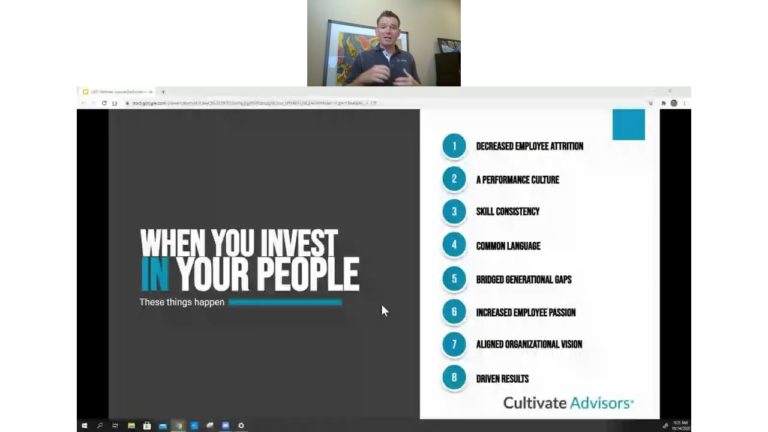 WHEN YOU INVEST
IN YOUR PEOPLE
These things happen
1 DECREASED EMPLOYEE ATTRITION
2 A PERFORMANCE CULTURE
3 SKILL CONSISTENCY
4 COMMON LANGUAGE
5 BRIDGED GENERATIONAL GAPS
6 INCREASED EMPLOYEE PASSION
7 ALIGNED ORGANIZATIONAL VISION
8 DRIVEN RESULTS
Cultivate Advisors